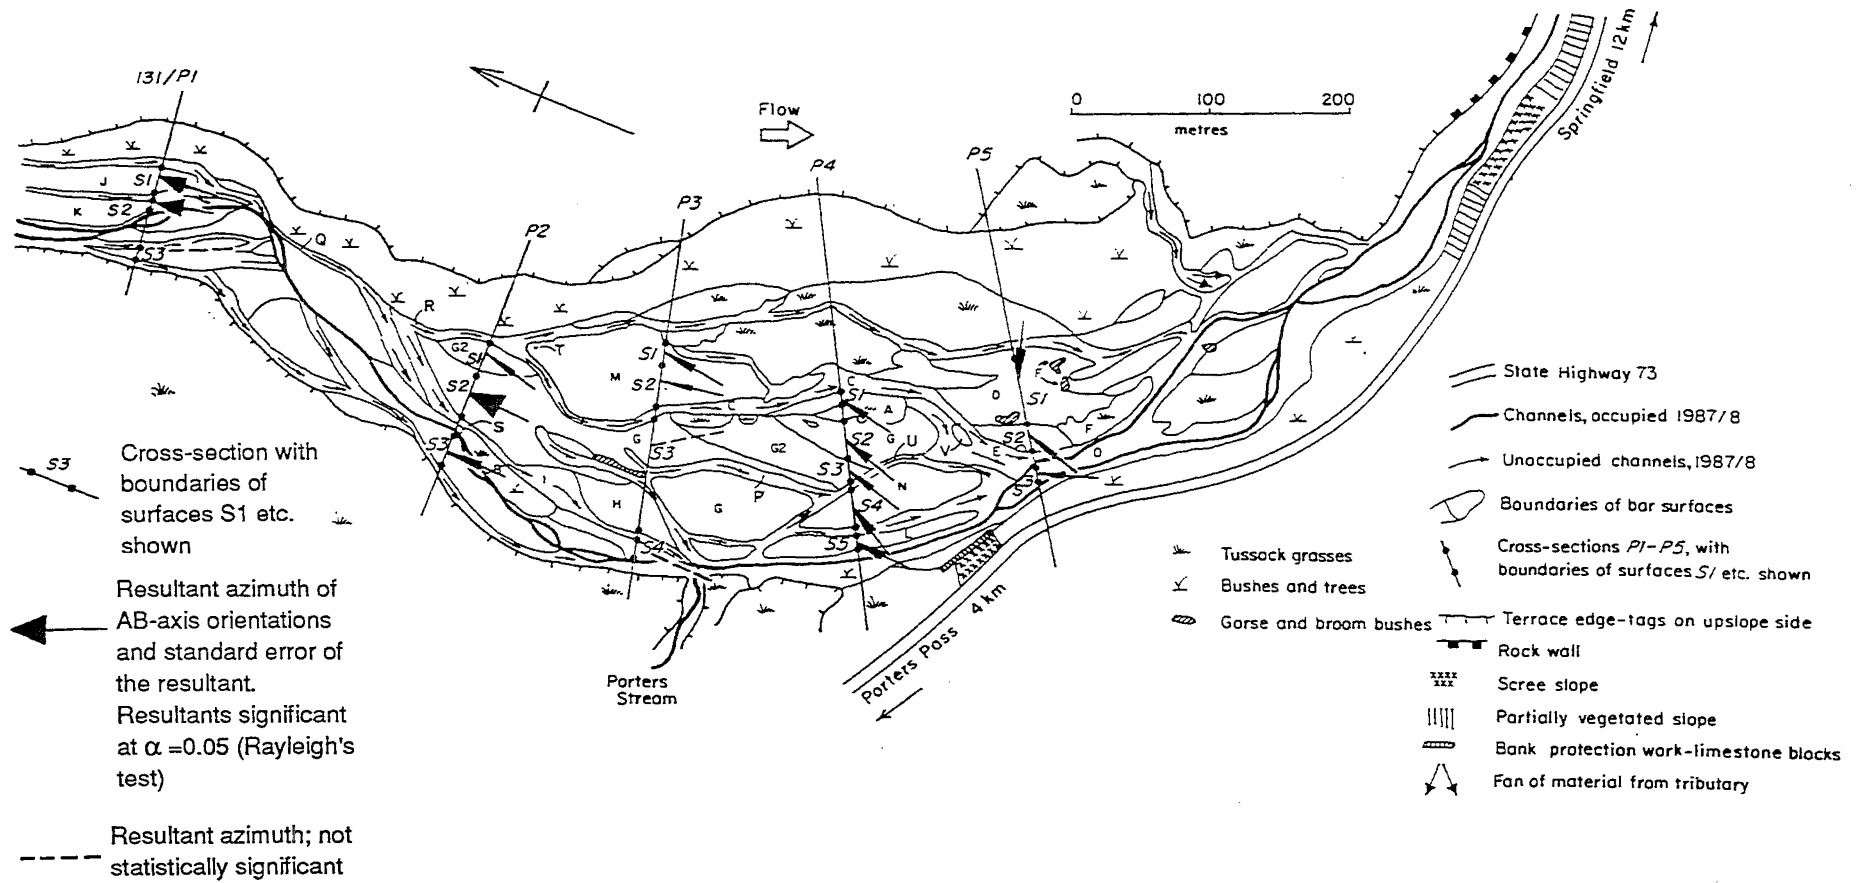 131/P1
Flow
0 100 200
metres
Springfield 12km
P4
P5
P3
P2
J
S1
K
S2
S3
Q
R
G2
S1
T
S2
S
S3
M
S1
S2
G
S3
G2
H
P
G
S4
C
S1
A
G
S2
U
V
S3
N
S4
S5
O
F
S1
F
S2
E
O
S3
Porters
Stream
Porters Pass 4 km
S3
Cross-section with
boundaries of
surfaces S1 etc.
shown
Resultant azimuth of
AB-axis orientations
and standard error of
the resultant.
Resultants significant
at α =0.05 (Rayleigh's
test)
Resultant azimuth; not
statistically significant
Tussock grasses
Bushes and trees
Gorse and broom bushes
State Highway 73
Channels, occupied 1987/8
Unoccupied channels, 1987/8
Boundaries of bar surfaces
Cross-sections P1-P5, with
boundaries of surfaces S1 etc. shown
Terrace edge-tags on upslope side
Rock wall
Scree slope
Partially vegetated slope
Bank protection work-limestone blocks
Fan of material from tributary